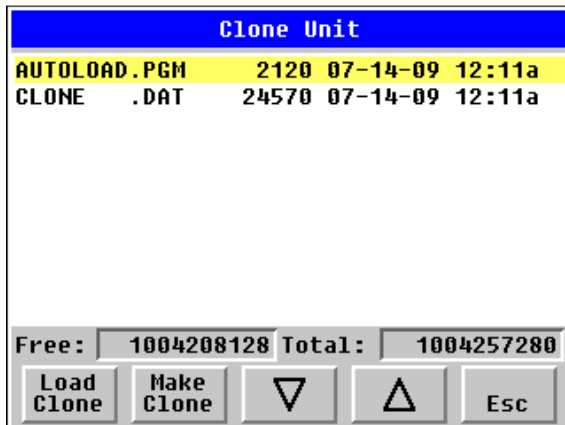 Clone Unit
AUTOLOAD.PGM 2120 07-14-09 12:11a
CLONE .DAT 24570 07-14-09 12:11a
Free: 1004208128 Total: 1004257280
Load Clone Make Clone ▽ △ Esc